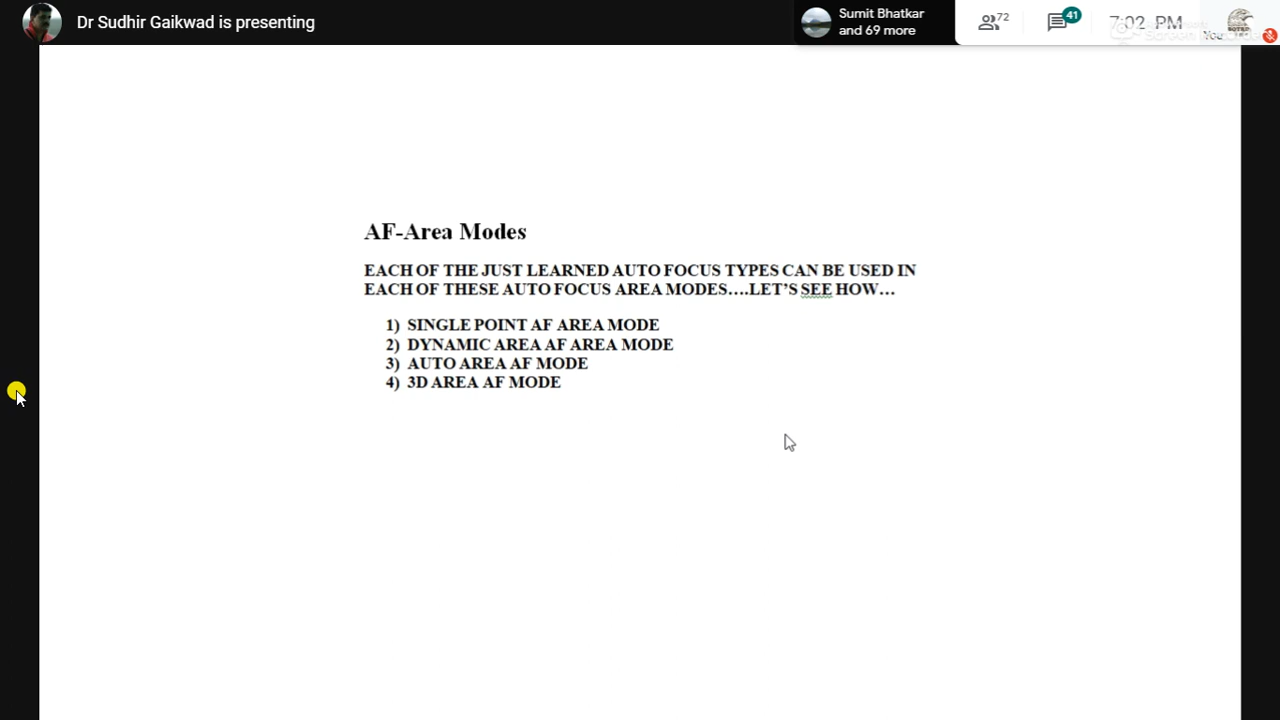 Dr Sudhir Gaikwad is presenting
Sumit Bhatkar
and 69 more
72
41
7:02 PM
You
AF-Area Modes
EACH OF THE JUST LEARNED AUTO FOCUS TYPES CAN BE USED IN
EACH OF THESE AUTO FOCUS AREA MODES....LET'S SEE HOW...
1) SINGLE POINT AF AREA MODE
2) DYNAMIC AREA AF AREA MODE
3) AUTO AREA AF MODE
4) 3D AREA AF MODE